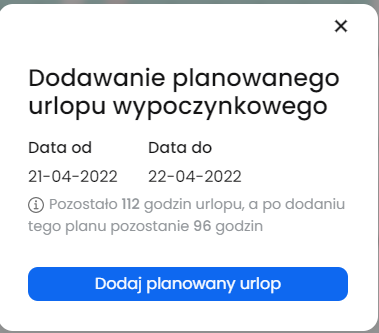 Dodawanie planowanego
urlopu wypoczynkowego
Data od Data do
21-04-2022 22-04-2022
Pozostało 112 godzin urlopu, a po dodaniu
tego planu pozostanie 96 godzin
Dodaj planowany urlop